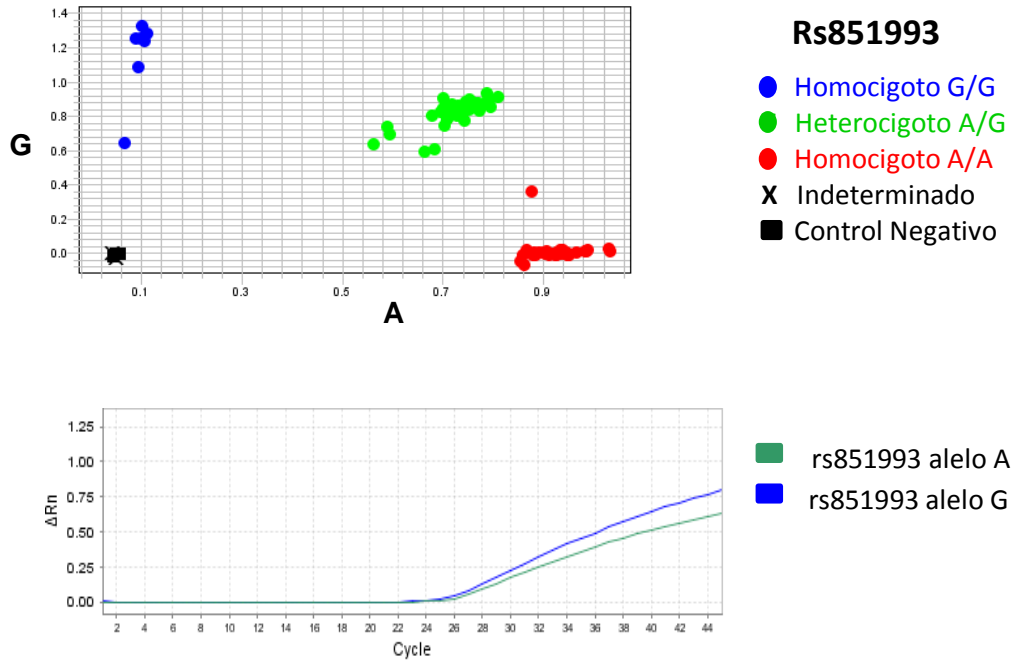 Rs851993
Homocigoto G/G
Heterocigoto A/G
Homocigoto A/A
X Indeterminado
Control Negativo
1.4
1.2
1.0
0.8
0.6
0.4
0.2
0.0
G
0.1 0.3 0.5 0.7 0.9
A
1.25
1.00
0.75
0.50
0.25
0.00
ΔRn
2 4 6 8 10 12 14 16 18 20 22 24 26 28 30 32 34 36 38 40 42 44
Cycle
rs851993 alelo A
rs851993 alelo G